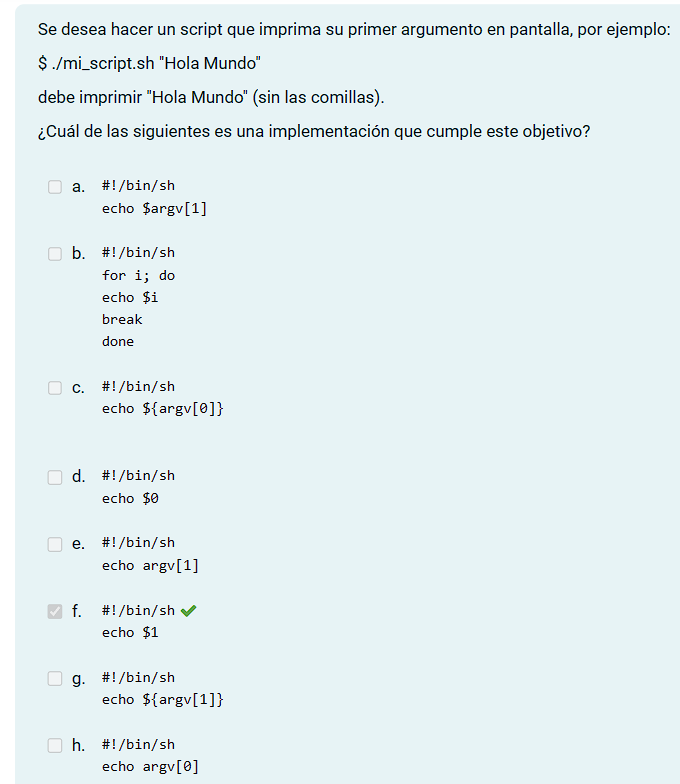 Se desea hacer un script que imprima su primer argumento en pantalla, por ejemplo:
$ ./mi_script.sh "Hola Mundo"
debe imprimir "Hola Mundo" (sin las comillas).
¿Cuál de las siguientes es una implementación que cumple este objetivo?
a. #!/bin/sh
echo $argv[1]
b. #!/bin/sh
for i; do
echo $i
break
done
c. #!/bin/sh
echo ${argv[0]}
d. #!/bin/sh
echo $0
e. #!/bin/sh
echo argv[1]
f. #!/bin/sh
echo $1
g. #!/bin/sh
echo ${argv[1]}
h. #!/bin/sh
echo argv[0]